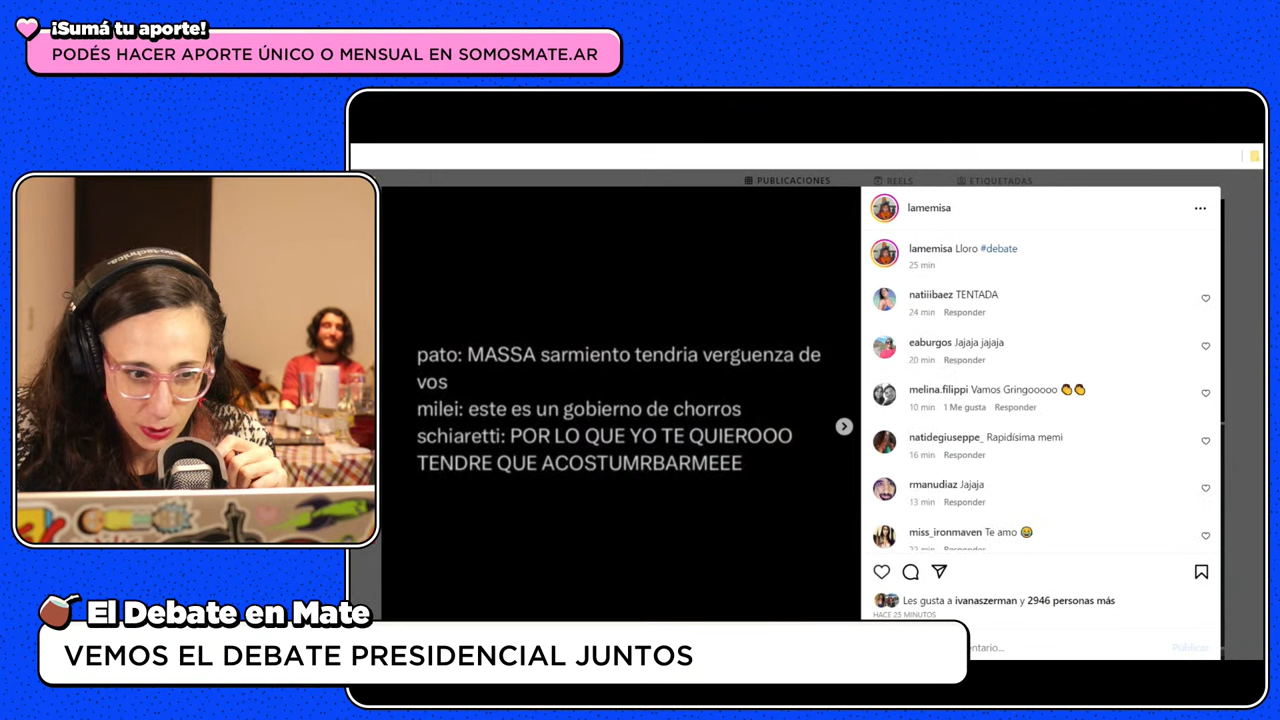 ¡Sumá tu aporte!
PODÉS HACER APORTE ÚNICO O MENSUAL EN SOMOSMATE.AR
PUBLICACIONES
REELS
ETIQUETADAS
pato: MASSA sarmiento tendria verguenza de
vos
milei: este es un gobierno de chorros
schiaretti: POR LO QUE YO TE QUIEROOO
TENDRE QUE ACOSTUMRBARMEEE
lamemisa
lamemisa Lloro #debate
25 min
natiiibaez TENTADA
24 min Responder
eaburgos Jajaja jajaja
20 min Responder
melina.filippi Vamos Gringooooo 👏👏
10 min 1 Me gusta Responder
natidegiuseppe_ Rapidísima memi
16 min Responder
rmanudiaz Jajaja
13 min Responder
miss_ironmaven Te amo 😂
22 min Responder
Les gusta a ivanaszerman y 2946 personas más
HACE 25 MINUTOS
ntario...
Publicar
El Debate en Mate
VEMOS EL DEBATE PRESIDENCIAL JUNTOS